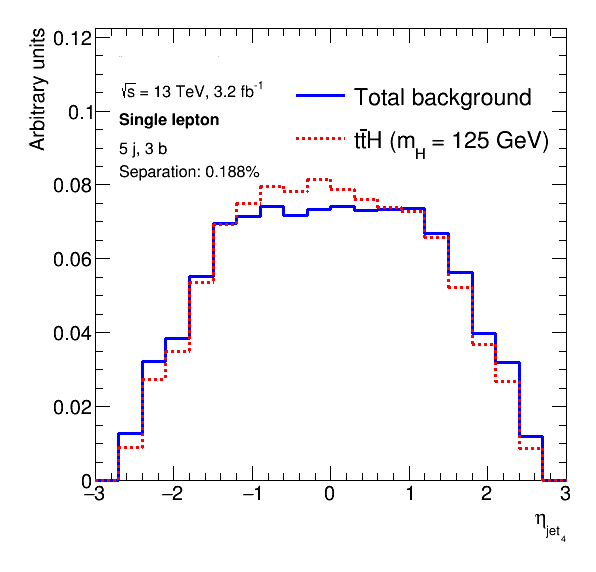 Arbitrary units
0.12
0.1
0.08
0.06
0.04
0.02
0
√s = 13 TeV, 3.2 fb⁻¹
Single lepton
5 j, 3 b
Separation: 0.188%
Total background
tt̄H (m_H = 125 GeV)
−3 −2 −1 0 1 2 3
η_jet_4